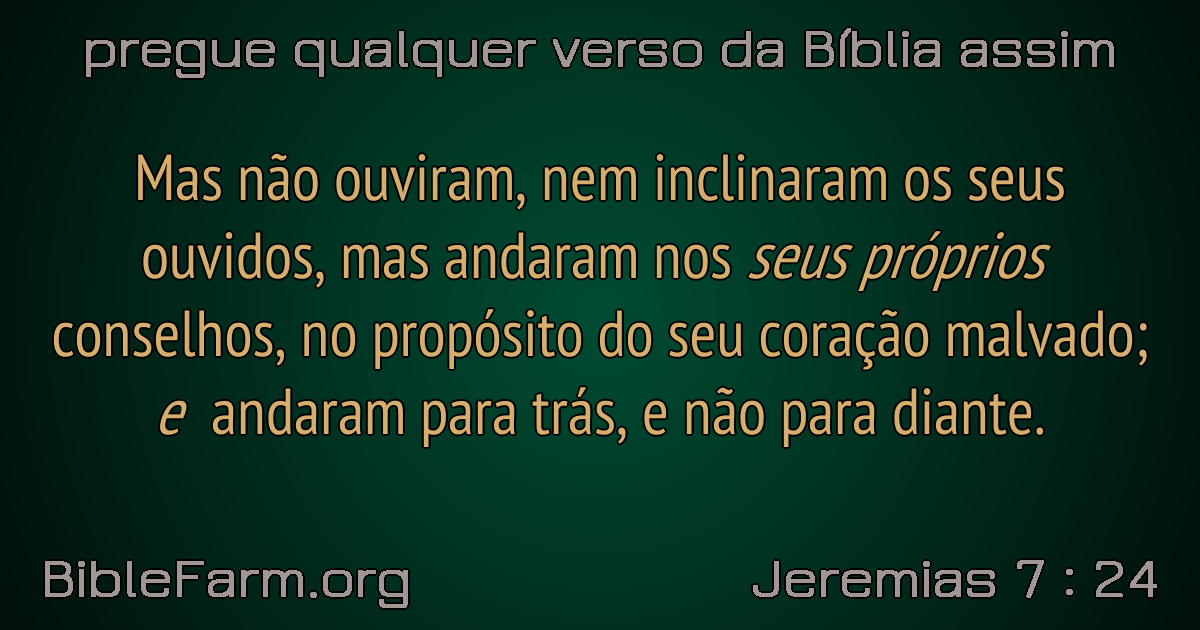 pregue qualquer verso da Bíblia assim
Mas não ouviram, nem inclinaram os seus
ouvidos, mas andaram nos seus próprios
conselhos, no propósito do seu coração malvado;
e andaram para trás, e não para diante.
BibleFarm.org
Jeremias 7 : 24